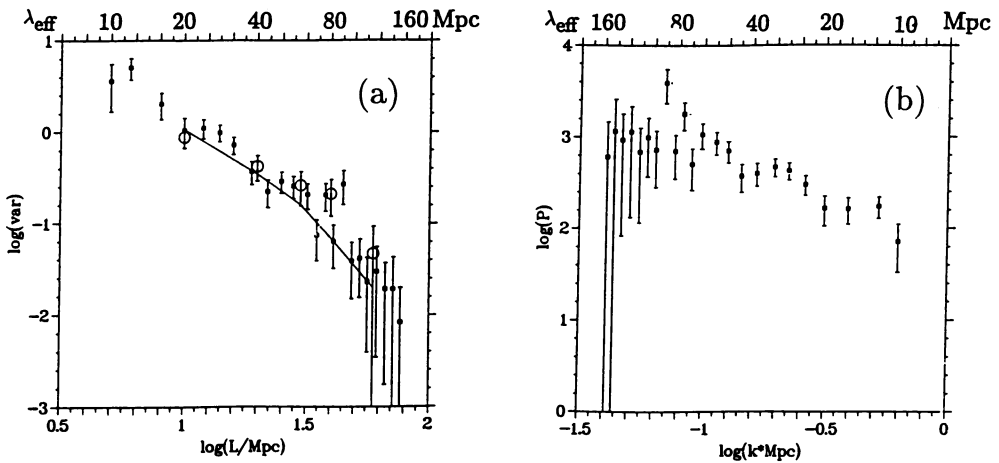 λeff 10 20 40 80 160 Mpc
(a)
1
0
-1
-2
-3
log(var)
0.5 1 1.5 2
log(L/Mpc)
λeff 160 80 40 20 10 Mpc
(b)
4
3
2
1
0
log(P)
-1.5 -1 -0.5 0
log(k*Mpc)